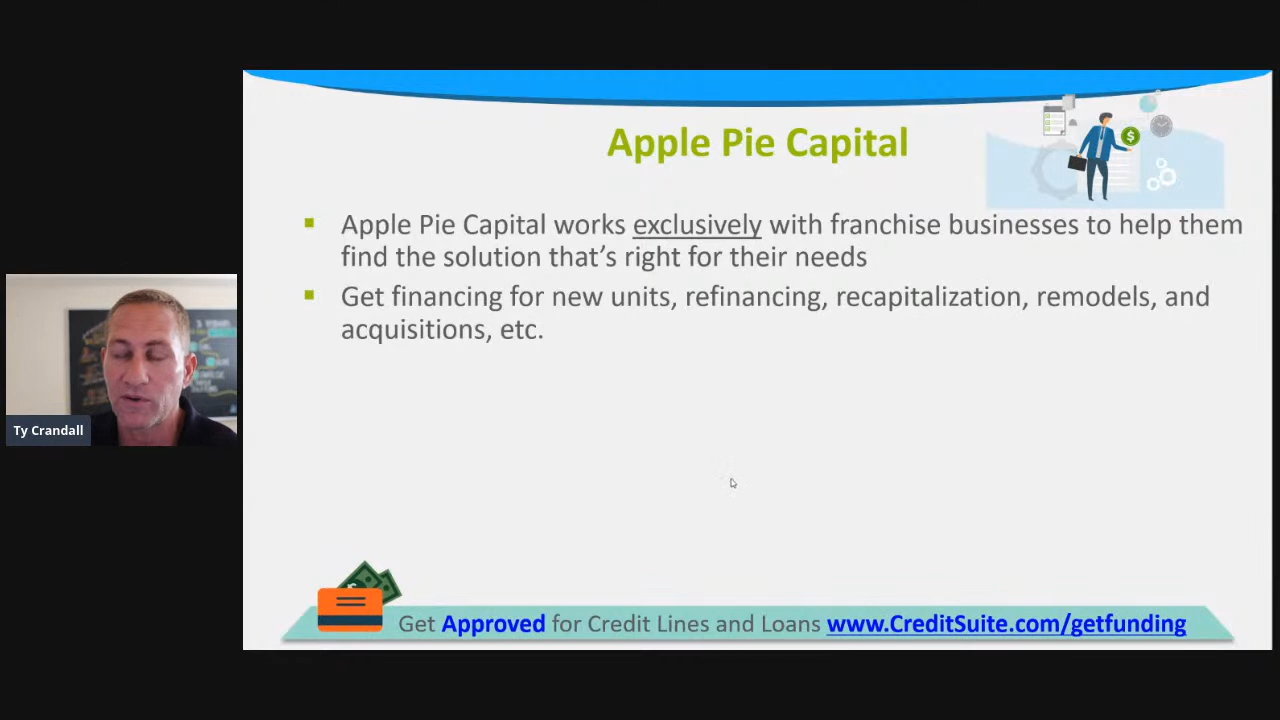 Apple Pie Capital
Apple Pie Capital works exclusively with franchise businesses to help them
find the solution that’s right for their needs
Get financing for new units, refinancing, recapitalization, remodels, and
acquisitions, etc.
Ty Crandall
Get Approved for Credit Lines and Loans www.CreditSuite.com/getfunding